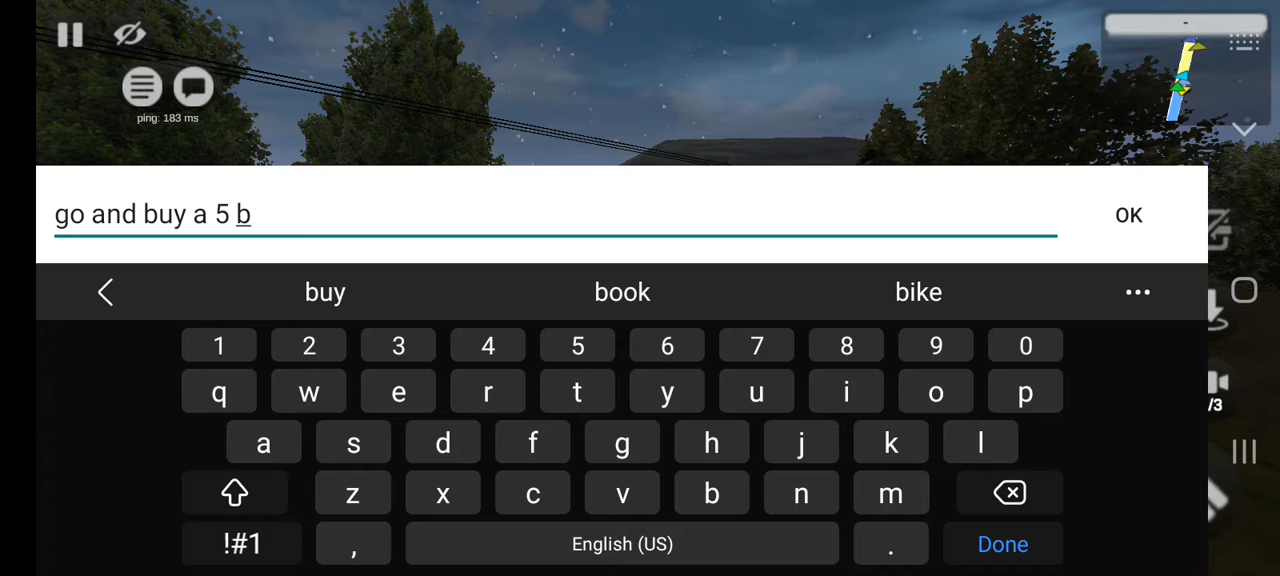 ping: 183 ms
go and buy a 5 b
OK
buy book bike
1 2 3 4 5 6 7 8 9 0
q w e r t y u i o p
/3
a s d f g h j k l
z x c v b n m
!#1 , English (US) . Done